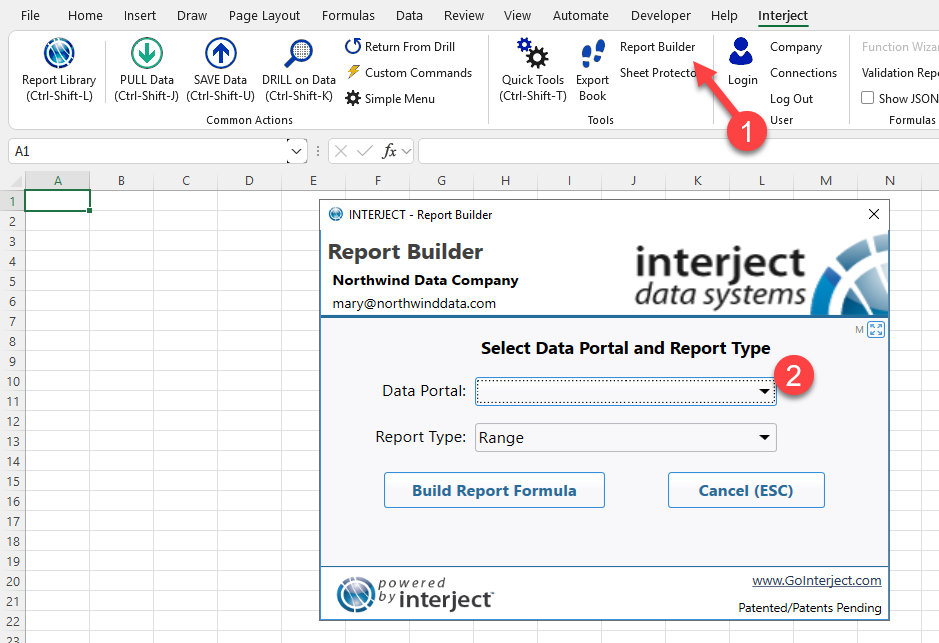 File Home Insert Draw Page Layout Formulas Data Review View Automate Developer Help Interject
Report Library
(Ctrl-Shift-L)
PULL Data
(Ctrl-Shift-J)
SAVE Data
(Ctrl-Shift-U)
DRILL on Data
(Ctrl-Shift-K)
Return From Drill
Custom Commands
Simple Menu
Common Actions
Quick Tools
(Ctrl-Shift-T)
Export
Book
Report Builder
Sheet Protecto
Tools
Login
Company
Connections
Log Out
User
Function Wizar
Validation Repo
Show JSON
Formulas
1
A1
fx
A B C D E F G H I J K L M N
1
2
3
4
5
6
7
8
9
10
11
12
13
14
15
16
17
18
19
20
21
22
23
INTERJECT - Report Builder
Report Builder
Northwind Data Company
mary@northwinddata.com
interject
data systems
M
Select Data Portal and Report Type
2
Data Portal:
Report Type: Range
Build Report Formula Cancel (ESC)
powered
by interject
www.GoInterject.com
Patented/Patents Pending